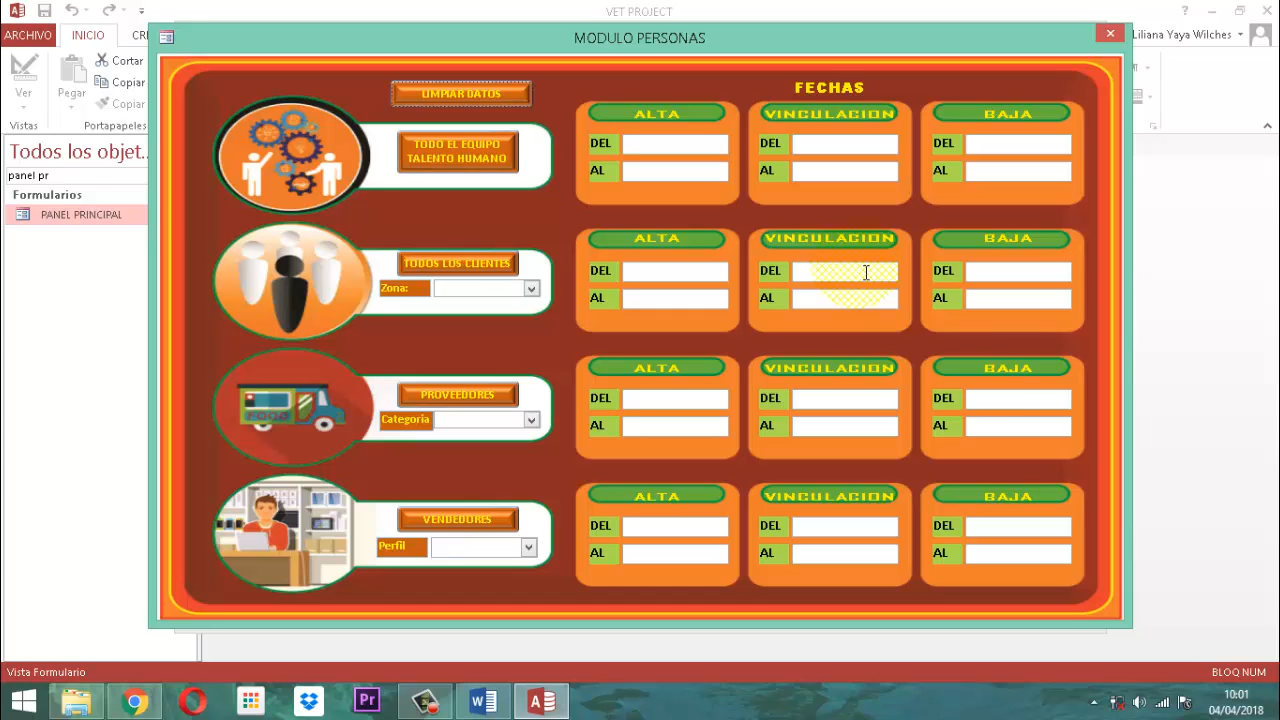 VET PROJECT
ARCHIVO
INICIO
CRE
Liliana Yaya Wilches
Ver
Pegar
Cortar
Copiar
Copiar
Vistas
Portapapeles
Todos los objet...
panel pr
Formularios
PANEL PRINCIPAL
MODULO PERSONAS
LIMPIAR DATOS
FECHAS
TODO EL EQUIPO
TALENTO HUMANO
ALTA
DEL
AL
VINCULACION
DEL
AL
BAJA
DEL
AL
TODOS LOS CLIENTES
Zona:
ALTA
DEL
AL
VINCULACION
DEL
AL
BAJA
DEL
AL
FOOD
PROVEEDORES
Categoria
ALTA
DEL
AL
VINCULACION
DEL
AL
BAJA
DEL
AL
VENDEDORES
Perfil
ALTA
DEL
AL
VINCULACION
DEL
AL
BAJA
DEL
AL
Vista Formulario
BLOQ NUM
Pr
10:01
04/04/2018